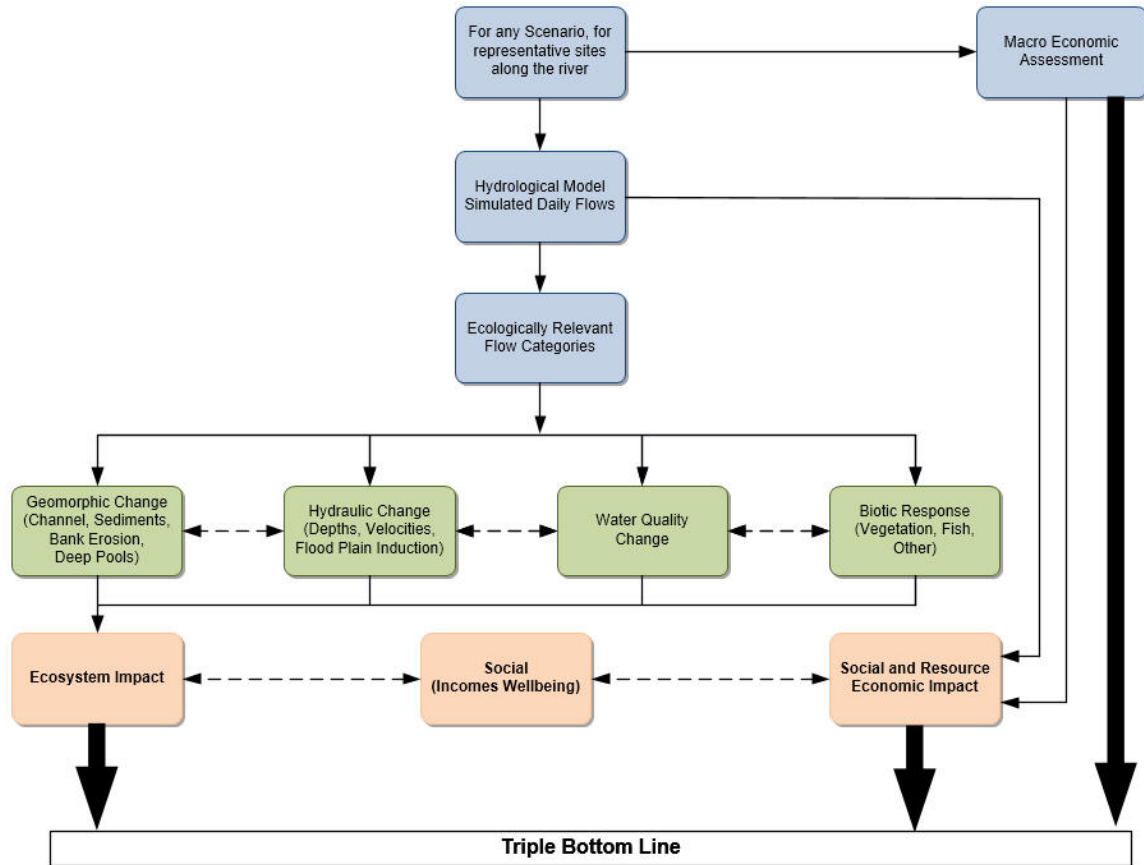 For any Scenario, for
representative sites
along the river
Macro Economic
Assessment
Hydrological Model
Simulated Daily Flows
Ecologically Relevant
Flow Categories
Geomorphic Change
(Channel, Sediments,
Bank Erosion,
Deep Pools)
Hydraulic Change
(Depths, Velocities,
Flood Plain Induction)
Water Quality
Change
Biotic Response
(Vegetation, Fish,
Other)
Ecosystem Impact
Social
(Incomes Wellbeing)
Social and Resource
Economic Impact
Triple Bottom Line